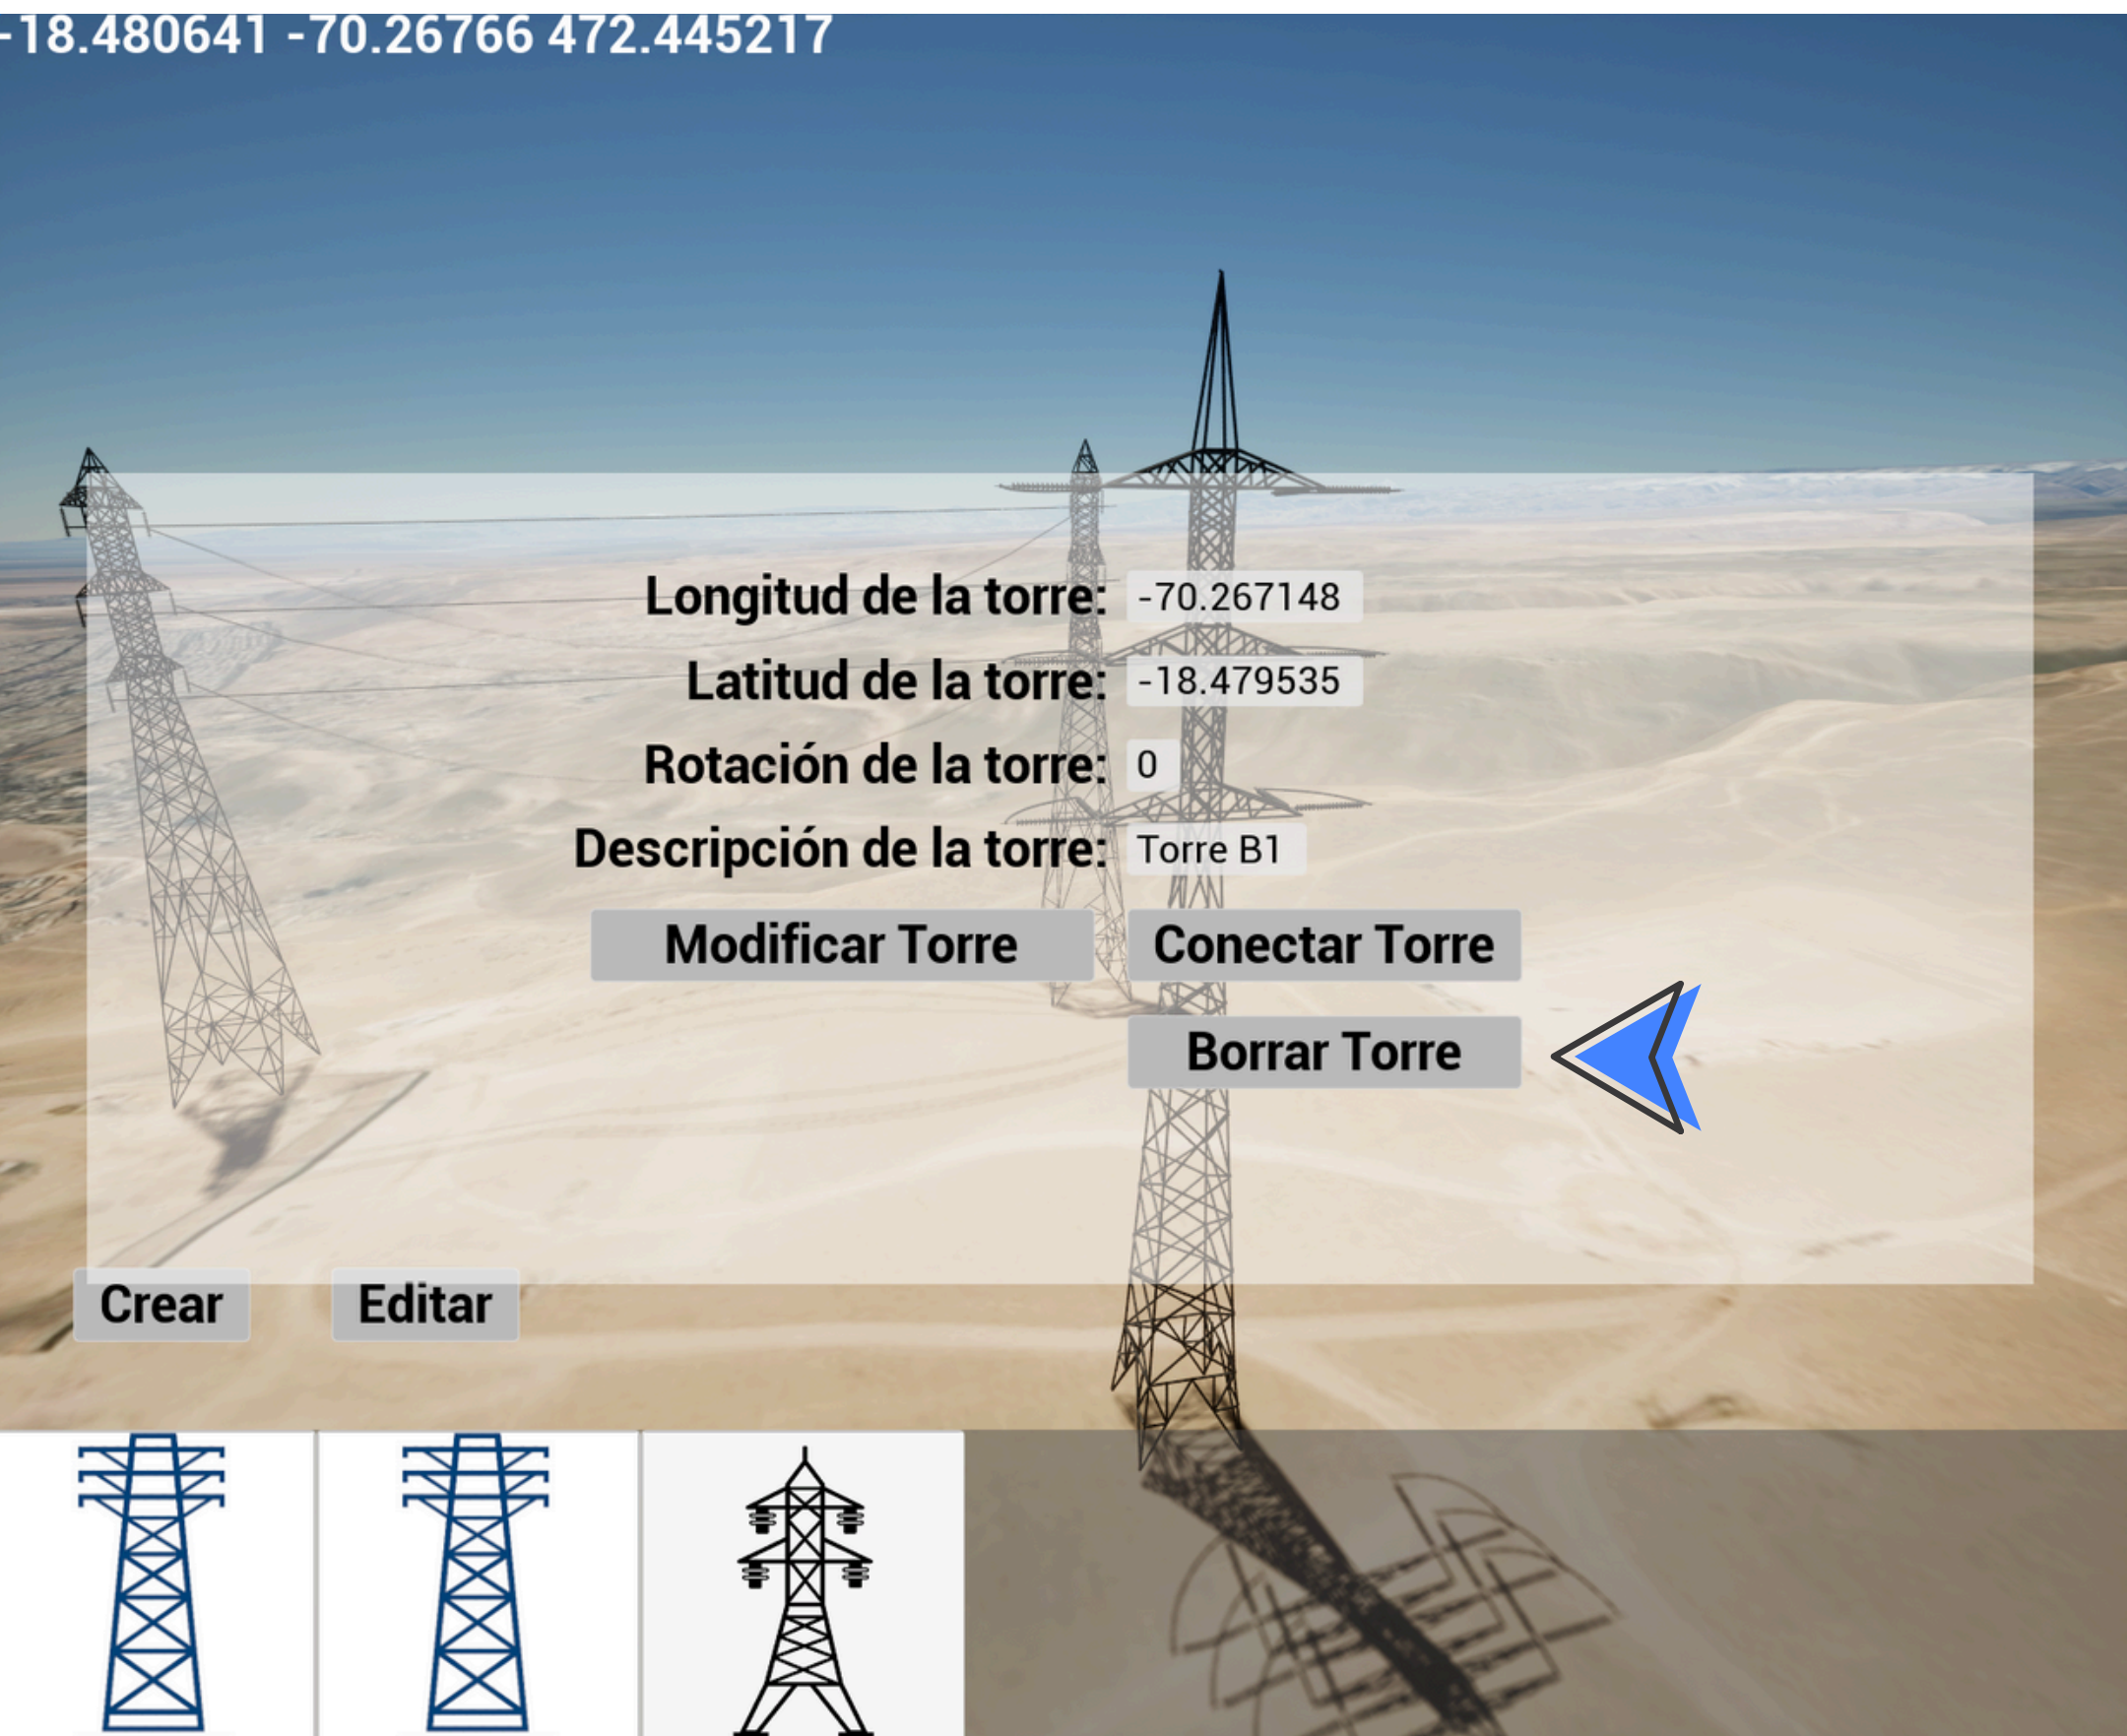 -18.480641 -70.26766 472.445217
Longitud de la torre: -70.267148
Latitud de la torre: -18.479535
Rotación de la torre: 0
Descripción de la torre: Torre B1
Modificar Torre Conectar Torre
Borrar Torre
Crear Editar